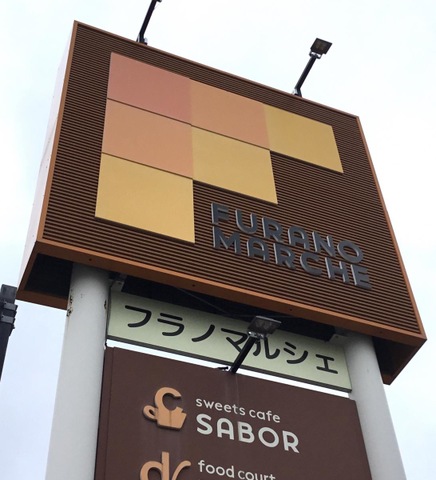 FURANO
MARCHE
フラノマルシェ
sweets cafe
SABOR
food court